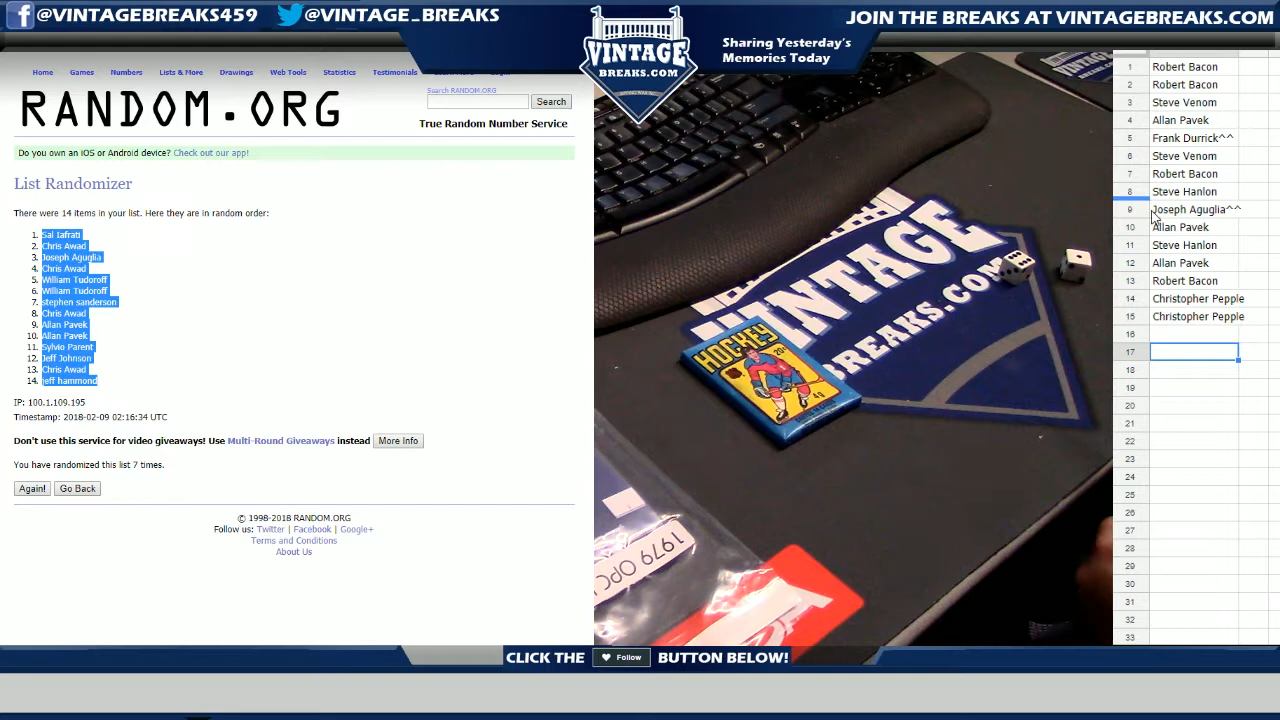 @VINTAGEBREAKS459 @VINTAGE_BREAKS
JOIN THE BREAKS AT VINTAGEBREAKS.COM
VINTAGE
BREAKS.COM
Sharing Yesterday's
Memories Today
Home Games Numbers Lists & More Drawings Web Tools Statistics Testimonials
RANDOM.ORG
Search RANDOM.ORG
Search
True Random Number Service
Do you own an iOS or Android device? Check out our app!
List Randomizer
There were 14 items in your list. Here they are in random order:
1. Sal Iafrati
2. Chris Awad
3. Joseph Aguglia
4. Chris Awad
5. William Tudoroff
6. William Tudoroff
7. stephen sanderson
8. Chris Awad
9. Allan Pavek
10. Allan Pavek
11. Sylvio Parent
12. Jeff Johnson
13. Chris Awad
14. jeff hammond
IP: 100.1.109.195
Timestamp: 2018-02-09 02:16:34 UTC
Don't use this service for video giveaways! Use Multi-Round Giveaways instead More Info
You have randomized this list 7 times.
Again! Go Back
© 1998-2018 RANDOM.ORG
Follow us: Twitter | Facebook | Google+
Terms and Conditions
About Us
VINTAGE
BREAKS.COM
HOCKEY
1979 OPC
1 Robert Bacon
2 Robert Bacon
3 Steve Venom
4 Allan Pavek
5 Frank Durrick^^
6 Steve Venom
7 Robert Bacon
8 Steve Hanlon
9 Joseph Aguglia^^
10 Allan Pavek
11 Steve Hanlon
12 Allan Pavek
13 Robert Bacon
14 Christopher Pepple
15 Christopher Pepple
16
17
18
19
20
21
22
23
24
25
26
27
28
29
30
31
32
33
CLICK THE Follow BUTTON BELOW!